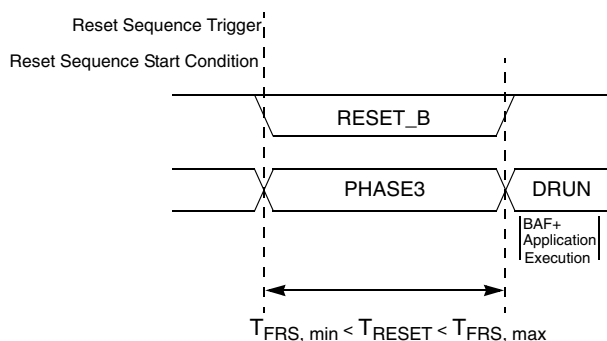 Reset Sequence Trigger
Reset Sequence Start Condition
RESET_B
PHASE3
DRUN
BAF+
Application
Execution
TFRS, min < TRESET < TFRS, max